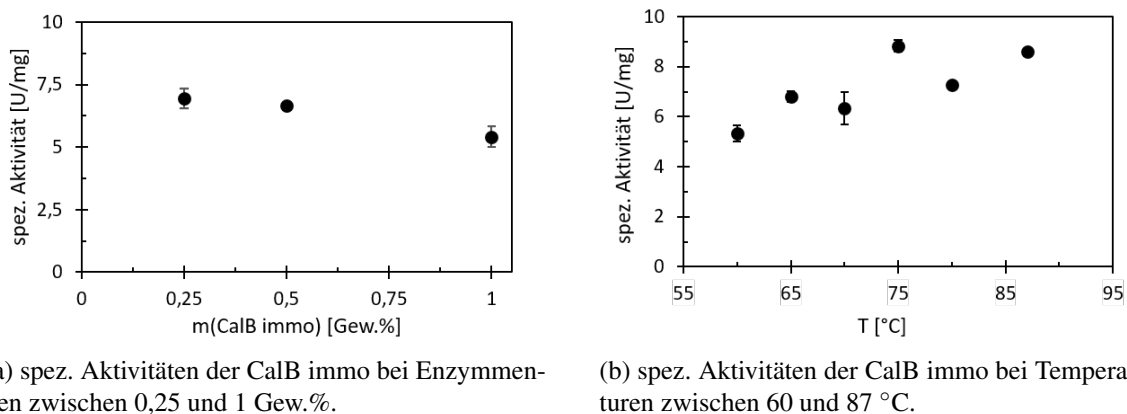 10
7,5
5
2,5
0
spez. Aktivität [U/mg]
0 0,25 0,5 0,75 1
m(CalB immo) [Gew.%]
10
8
6
4
2
0
spez. Aktivität [U/mg]
55 65 75 85 95
T [°C]
) spez. Aktivitäten der CalB immo bei Enzymmen-
en zwischen 0,25 und 1 Gew.%.
(b) spez. Aktivitäten der CalB immo bei Tempera
turen zwischen 60 und 87 °C.